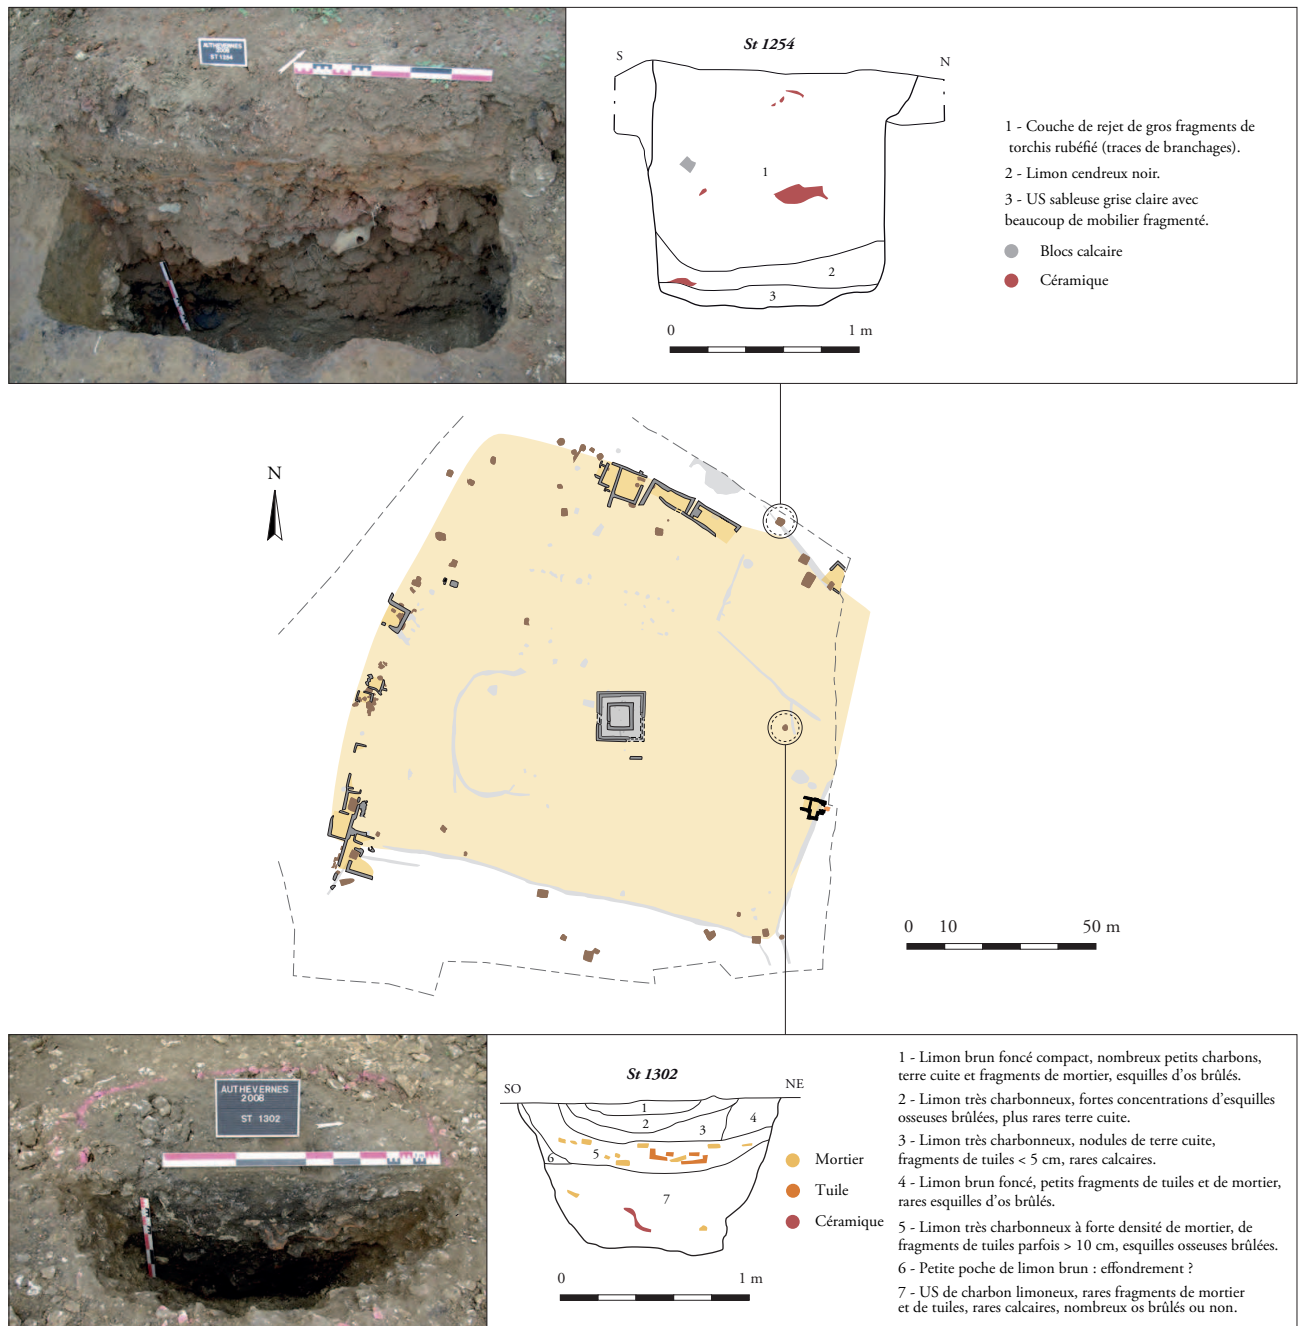 AUTHEVERNES
2008
ST 1254
St 1254
S
N
1
2
3
0 1 m
1 - Couche de rejet de gros fragments de
torchis rubéfié (traces de branchages).
2 - Limon cendreux noir.
3 - US sableuse grise claire avec
beaucoup de mobilier fragmenté.
Blocs calcaire
Céramique
N
0 10 50 m
AUTHEVERNES
2008
ST 1302
St 1302
SO
NE
1
2
3
4
5
6
7
0 1 m
Mortier
Tuile
Céramique
1 - Limon brun foncé compact, nombreux petits charbons,
terre cuite et fragments de mortier, esquilles d'os brûlés.
2 - Limon très charbonneux, fortes concentrations d'esquilles
osseuses brûlées, plus rares terre cuite.
3 - Limon très charbonneux, nodules de terre cuite,
fragments de tuiles < 5 cm, rares calcaires.
4 - Limon brun foncé, petits fragments de tuiles et de mortier,
rares esquilles d'os brûlés.
5 - Limon très charbonneux à forte densité de mortier, de
fragments de tuiles parfois > 10 cm, esquilles osseuses brûlées.
6 - Petite poche de limon brun : effondrement ?
7 - US de charbon limoneux, rares fragments de mortier
et de tuiles, rares calcaires, nombreux os brûlés ou non.